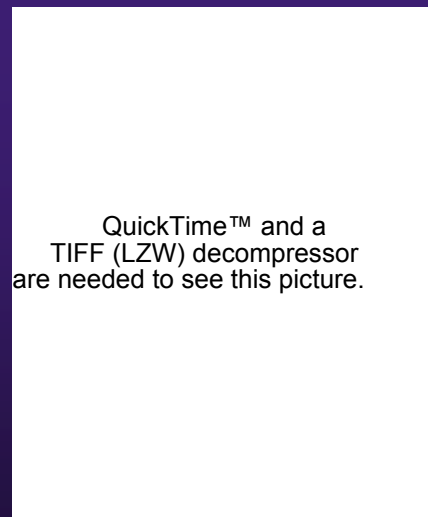 QuickTime™ and a
TIFF (LZW) decompressor
are needed to see this picture.